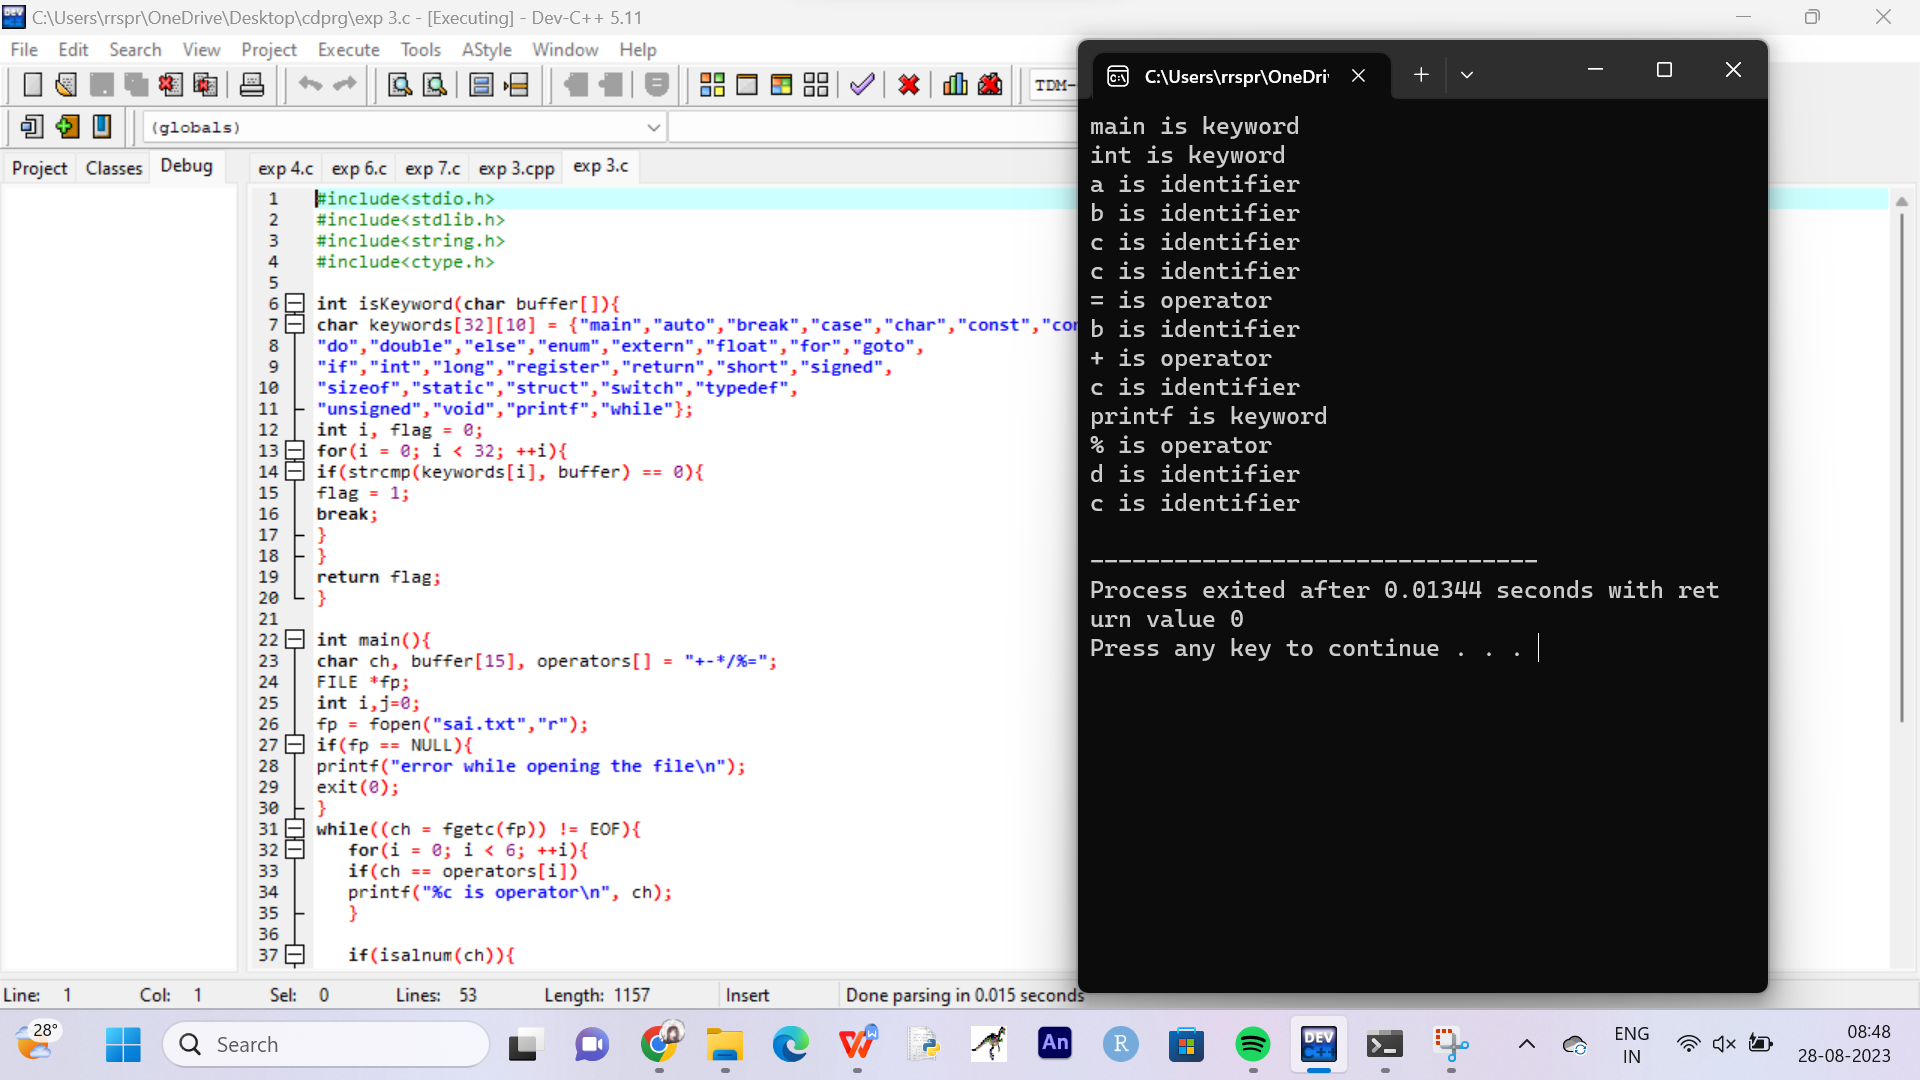 C:\Users\rrspr\OneDrive\Desktop\cdprg\exp 3.c - [Executing] - Dev-C++ 5.11
File Edit Search View Project Execute Tools AStyle Window Help
TDM-
(globals)
Project Classes Debug
exp 4.c exp 6.c exp 7.c exp 3.cpp exp 3.c
1 #include<stdio.h>
2 #include<stdlib.h>
3 #include<string.h>
4 #include<ctype.h>
5
6 int isKeyword(char buffer[]){
7 char keywords[32][10] = {"main","auto","break","case","char","const","cor
8 "do","double","else","enum","extern","float","for","goto",
9 "if","int","long","register","return","short","signed",
10 "sizeof","static","struct","switch","typedef",
11 "unsigned","void","printf","while"};
12 int i, flag = 0;
13 for(i = 0; i < 32; ++i){
14 if(strcmp(keywords[i], buffer) == 0){
15 flag = 1;
16 break;
17 }
18 }
19 return flag;
20 }
21
22 int main(){
23 char ch, buffer[15], operators[] = "+-*/%=";
24 FILE *fp;
25 int i,j=0;
26 fp = fopen("sai.txt","r");
27 if(fp == NULL){
28 printf("error while opening the file\n");
29 exit(0);
30 }
31 while((ch = fgetc(fp)) != EOF){
32 for(i = 0; i < 6; ++i){
33 if(ch == operators[i])
34 printf("%c is operator\n", ch);
35 }
36
37 if(isalnum(ch)){
C:\Users\rrspr\OneDri
main is keyword
int is keyword
a is identifier
b is identifier
c is identifier
c is identifier
= is operator
b is identifier
+ is operator
c is identifier
printf is keyword
% is operator
d is identifier
c is identifier
--------------------------------
Process exited after 0.01344 seconds with ret
urn value 0
Press any key to continue . . .
Line: 1 Col: 1 Sel: 0 Lines: 53 Length: 1157 Insert Done parsing in 0.015 seconds
28°
Search
An
R
DEV
C++
ENG
IN
08:48
28-08-2023